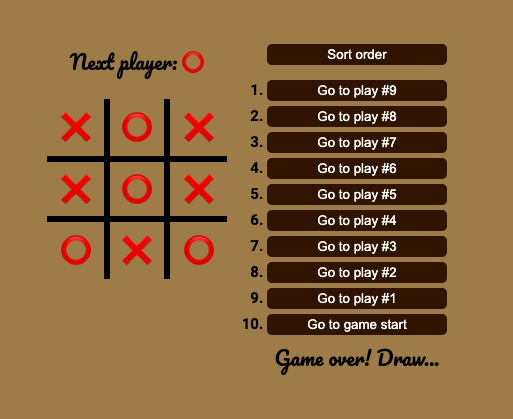 Next player: ⭕
Sort order
❌ ⭕ ❌
❌ ⭕ ❌
⭕ ❌ ⭕
1. Go to play #9
2. Go to play #8
3. Go to play #7
4. Go to play #6
5. Go to play #5
6. Go to play #4
7. Go to play #3
8. Go to play #2
9. Go to play #1
10. Go to game start
Game over! Draw...